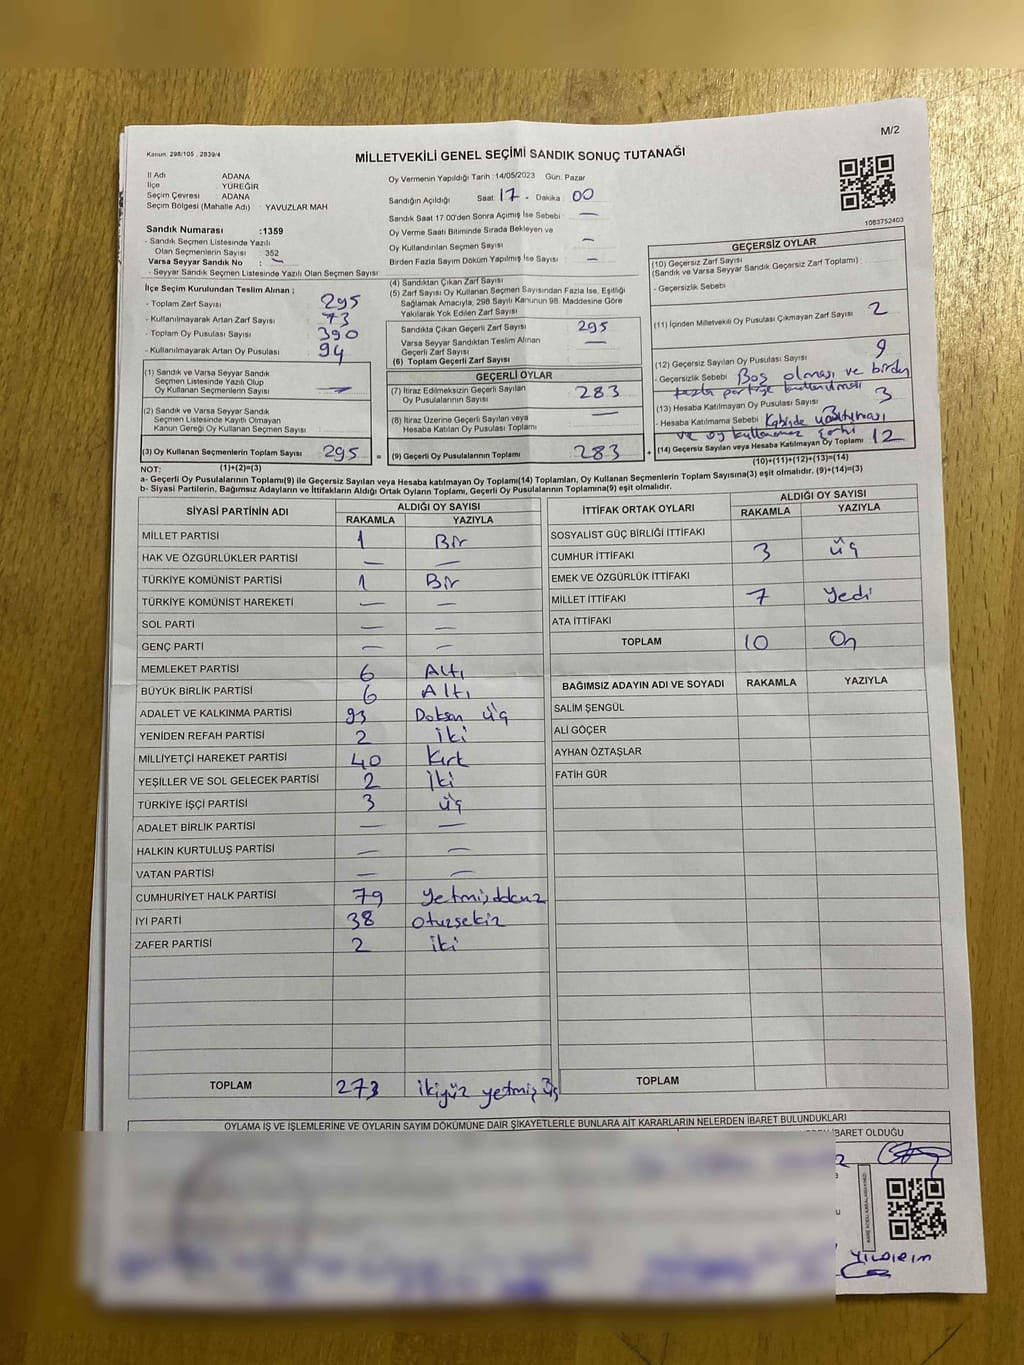 M/2
Kanun. 298/105 , 2839/4
MİLLETVEKİLİ GENEL SEÇİMİ SANDIK SONUÇ TUTANAĞI
İl Adı ADANA
İlçe YÜREĞİR
Seçim Çevresi ADANA
Seçim Bölgesi (Mahalle Adı) : YAVUZLAR MAH
Sandık Numarası :1359
- Sandık Seçmen Listesinde Yazılı
Olan Seçmenlerin Sayısı : 352
Varsa Seyyar Sandık No : —
- Seyyar Sandık Seçmen Listesinde Yazılı Olan Seçmen Sayısı
Oy Vermenin Yapıldığı Tarih :14/05/2023 Gün: Pazar
Sandığın Açıldığı Saat 17. Dakika 00
Sandık Saat 17.00'den Sonra Açımış İse Sebebi —
Oy Verme Saati Bitiminde Sırada Bekleyen ve
Oy Kullandırılan Seçmen Sayısı —
Birden Fazla Sayım Döküm Yapılmış İse Sayısı —
1083752403
İlçe Seçim Kurulundan Teslim Alınan ;
- Toplam Zarf Sayısı : 295
- Kullanılmayarak Artan Zarf Sayısı : 73
- Toplam Oy Pusulası Sayısı : 390
- Kullanılmayarak Artan Oy Pusulası : 94
(1) Sandık ve Varsa Seyyar Sandık
Seçmen Listesinde Yazılı Olup
Oy Kullanan Seçmenlerin Sayısı —
(2) Sandık ve Varsa Seyyar Sandık
Seçmen Listesinde Kayıtlı Olmayan
Kanun Gereği Oy Kullanan Seçmen Sayısı
(3) Oy Kullanan Seçmenlerin Toplam Sayısı 295 =
(4) Sandıktan Çıkan Zarf Sayısı
(5) Zarf Sayısı Oy Kullanan Seçmen Sayısından Fazla İse, Eşitliği
Sağlamak Amacıyla; 298 Sayılı Kanunun 98. Maddesine Göre
Yakılarak Yok Edilen Zarf Sayısı
Sandıkta Çıkan Geçerli Zarf Sayısı 295
Varsa Seyyar Sandıktan Teslim Alınan
Geçerli Zarf Sayısı —
(6) Toplam Geçerli Zarf Sayısı
GEÇERLİ OYLAR
(7) İtiraz Edilmeksizin Geçerli Sayılan
Oy Pusulalarının Sayısı 283
(8) İtiraz Üzerine Geçerli Sayılan veya
Hesaba Katılan Oy Pusulası Toplamı —
(9) Geçerli Oy Pusulalarının Toplamı 283 +
GEÇERSİZ OYLAR
(10) Geçersiz Zarf Sayısı
(Sandık ve Varsa Seyyar Sandık Geçersiz Zarf Toplamı)
- Geçersizlik Sebebi
(11) İçinden Milletvekili Oy Pusulası Çıkmayan Zarf Sayısı 2
(12) Geçersiz Sayılan Oy Pusulası Sayısı 9
- Geçersizlik Sebebi Boş olması ve birden
fazla partiye kullanılması
(13) Hesaba Katılmayan Oy Pusulası Sayısı 3
- Hesaba Katılmama Sebebi Kabinde
ve oy
(14) Geçersiz Sayılan veya Hesaba Katılmayan Oy Toplamı 12
(10)+(11)+(12)+(13)=(14)
NOT: (1)+(2)=(3)
a- Geçerli Oy Pusulalarının Toplamı(9) ile Geçersiz Sayılan veya Hesaba katılmayan Oy Toplamı(14) Toplamları, Oy Kullanan Seçmenlerin Toplam Sayısına(3) eşit olmalıdır. (9)+(14)=(3)
b- Siyasi Partilerin, Bağımsız Adayların ve İttifakların Aldığı Ortak Oyların Toplamı, Geçerli Oy Pusulalarının Toplamına(9) eşit olmalıdır.
SİYASİ PARTİNİN ADI ALDIĞI OY SAYISI
RAKAMLA YAZIYLA
MİLLET PARTİSİ 1 Bir
HAK VE ÖZGÜRLÜKLER PARTİSİ — —
TÜRKİYE KOMÜNİST PARTİSİ 1 Bir
TÜRKİYE KOMÜNİST HAREKETİ — —
SOL PARTİ — —
GENÇ PARTİ — —
MEMLEKET PARTİSİ 6 Altı
BÜYÜK BİRLİK PARTİSİ 6 Altı
ADALET VE KALKINMA PARTİSİ 93 Doksan üç
YENİDEN REFAH PARTİSİ 2 iki
MİLLİYETÇİ HAREKET PARTİSİ 40 Kırk
YEŞİLLER VE SOL GELECEK PARTİSİ 2 iki
TÜRKİYE İŞÇİ PARTİSİ 3 üç
ADALET BİRLİK PARTİSİ — —
HALKIN KURTULUŞ PARTİSİ — —
VATAN PARTİSİ — —
CUMHURİYET HALK PARTİSİ 79 Yetmişdokuz
İYİ PARTİ 38 otuzsekiz
ZAFER PARTİSİ 2 iki
TOPLAM 273 ikiyüz yetmiş üç
İTTİFAK ORTAK OYLARI ALDIĞI OY SAYISI
RAKAMLA YAZIYLA
SOSYALİST GÜÇ BİRLİĞİ İTTİFAKI
CUMHUR İTTİFAKI 3 üç
EMEK VE ÖZGÜRLÜK İTTİFAKI
MİLLET İTTİFAKI 7 Yedi
ATA İTTİFAKI
TOPLAM 10 On
BAĞIMSIZ ADAYIN ADI VE SOYADI RAKAMLA YAZIYLA
SALİM ŞENGÜL
ALİ GÖÇER
AYHAN ÖZTAŞLAR
FATİH GÜR
TOPLAM
OYLAMA İŞ VE İŞLEMLERİNE VE OYLARIN SAYIM DÖKÜMÜNE DAİR ŞİKAYETLERLE BUNLARA AİT KARARLARIN NELERDEN İBARET BULUNDUKLARI
İBARET OLDUĞU
YILDIRIM